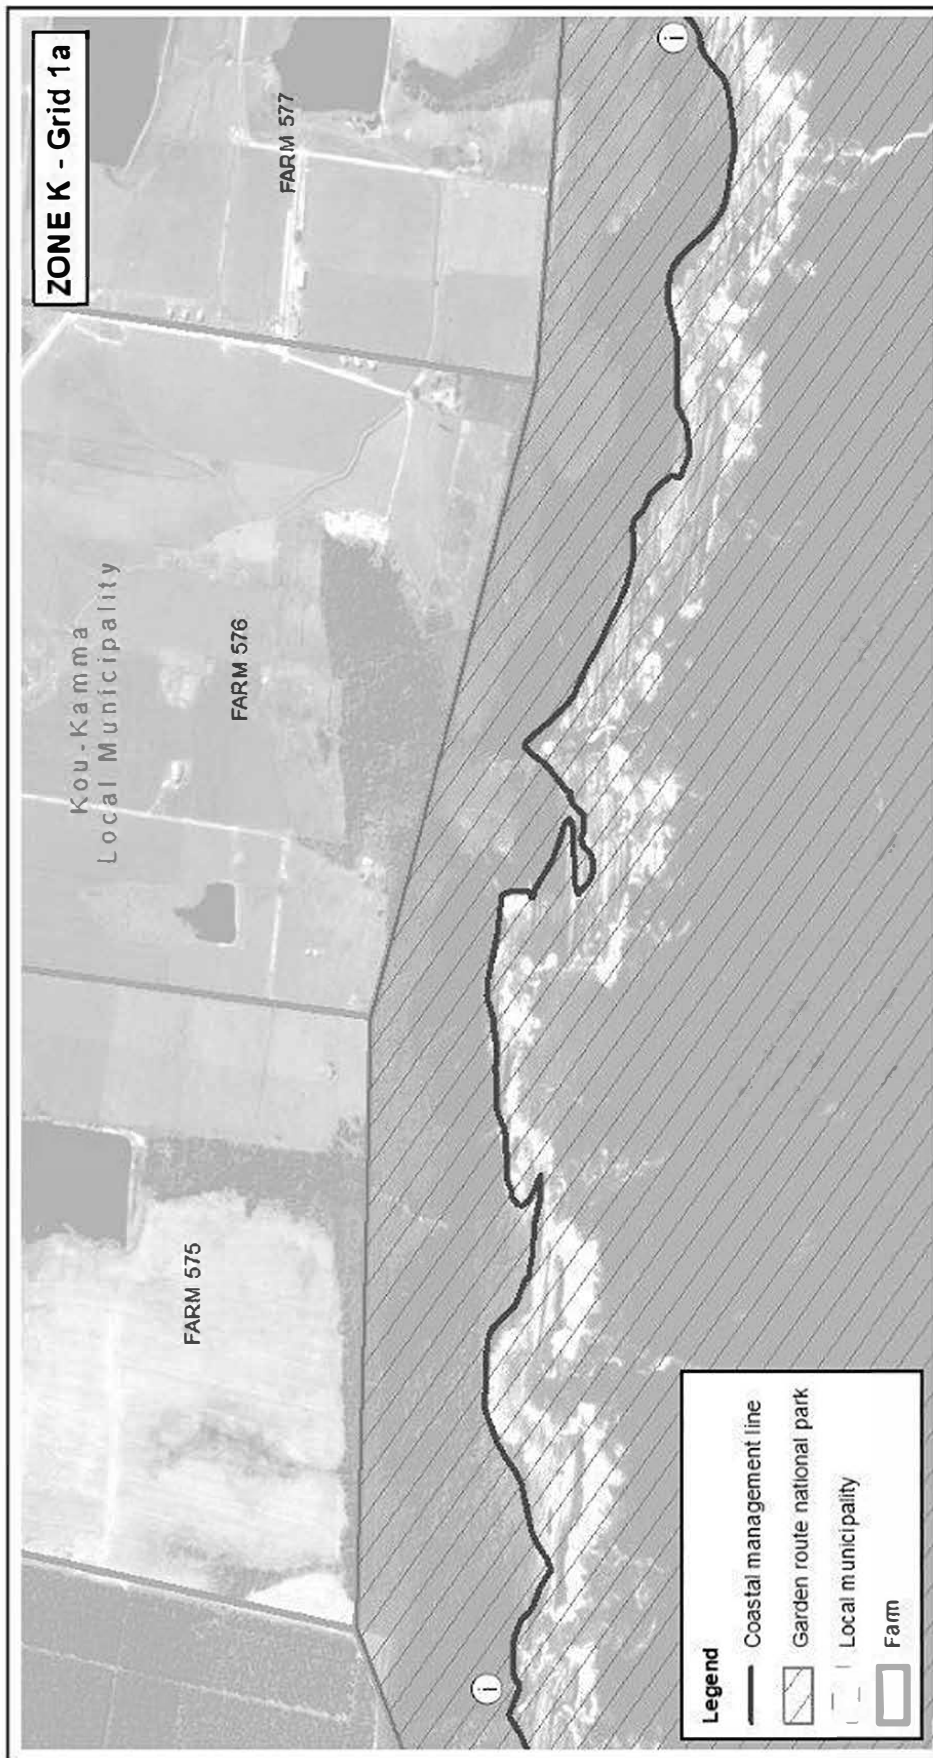 ZONE K - Grid 1a
Kou-Kamma
Local Municipality
FARM 575
FARM 576
FARM 577
i
i
Legend
Coastal management line
Garden route national park
Local municipality
Farm